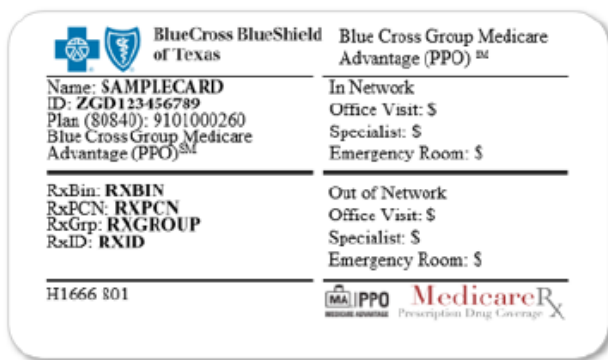 BlueCross BlueShield
of Texas
Blue Cross Group Medicare
Advantage (PPO) SM
Name: SAMPLECARD
ID: ZGD123456789
Plan (80840): 9101000260
Blue Cross Group Medicare
Advantage (PPO)SM
In Network
Office Visit: $
Specialist: $
Emergency Room: $
RxBin: RXBIN
RxPCN: RXPCN
RxGrp: RXGROUP
RxID: RXID
Out of Network
Office Visit: $
Specialist: $
Emergency Room: $
H1666 801
MA PPO
MEDICARE ADVANTAGE
MedicareRx
Prescription Drug Coverage